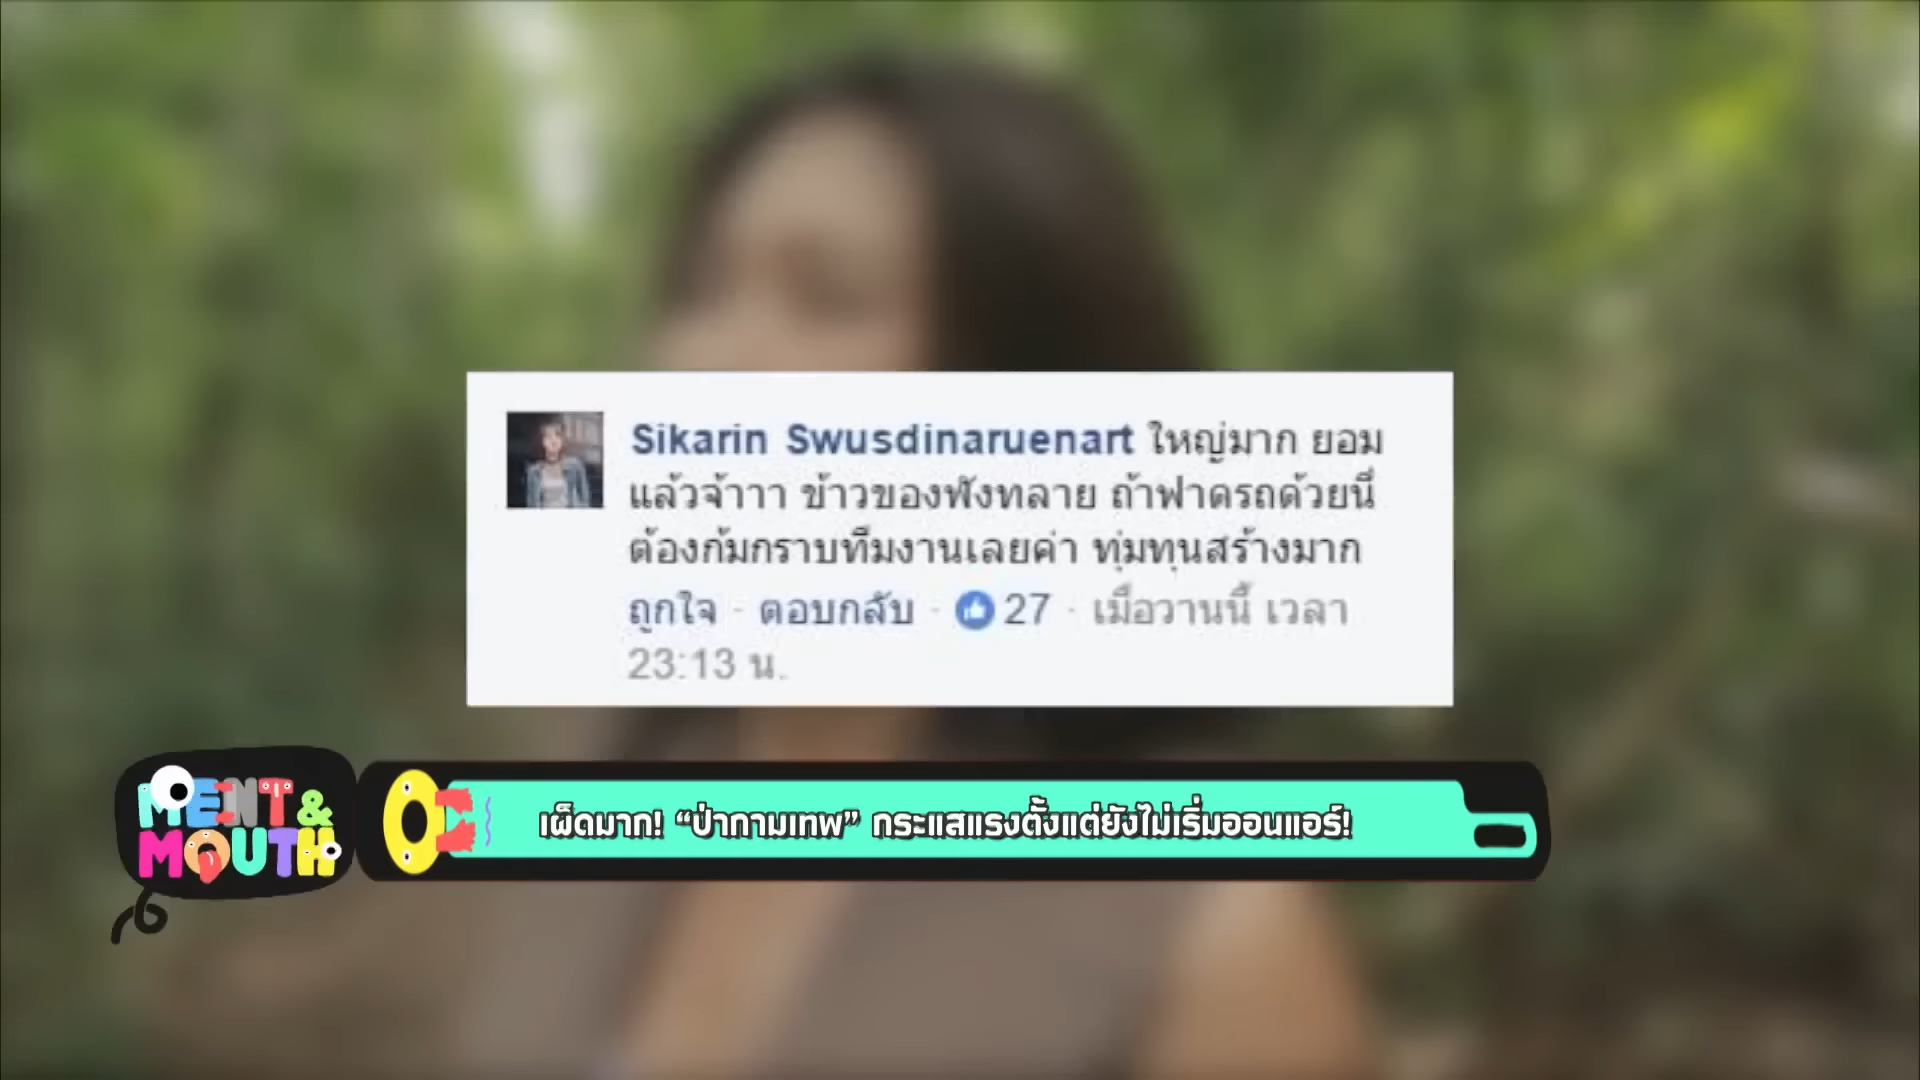 Sikarin Swusdinaruenart ใหญ่มาก ยอม
แล้วจ้าาา ข้าวของพังทลาย ถ้าฟาดรถด้วยนี่
ต้องก้มกราบทีมงานเลยค่า ทุ่มทุนสร้างมาก
ถูกใจ · ตอบกลับ · 27 · เมื่อวานนี้ เวลา
23:13 น.
MENT &
MOUTH
เผ็ดมาก! “ป่ากามเทพ” กระแสแรงตั้งแต่ยังไม่เริ่มออนแอร์!